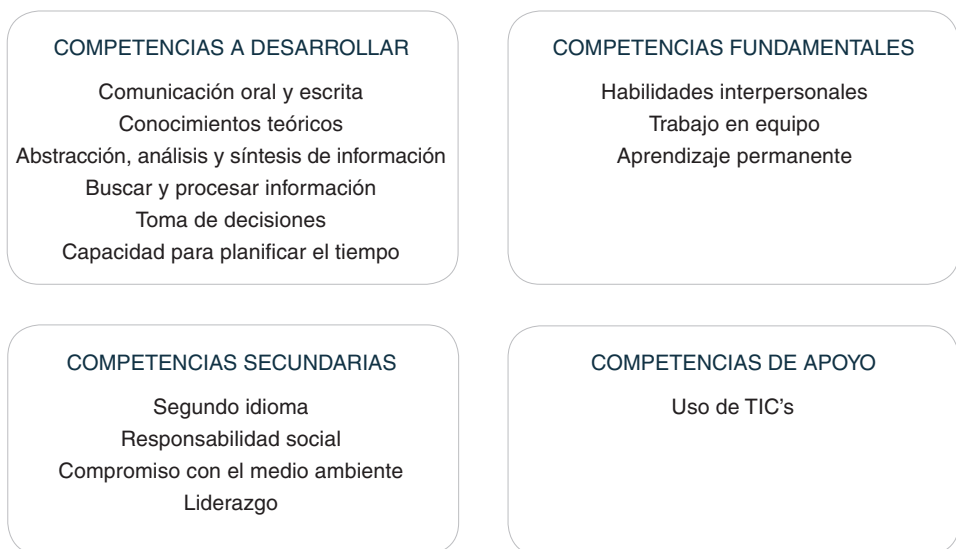 COMPETENCIAS A DESARROLLAR
Comunicación oral y escrita
Conocimientos teóricos
Abstracción, análisis y síntesis de información
Buscar y procesar información
Toma de decisiones
Capacidad para planificar el tiempo
COMPETENCIAS FUNDAMENTALES
Habilidades interpersonales
Trabajo en equipo
Aprendizaje permanente
COMPETENCIAS SECUNDARIAS
Segundo idioma
Responsabilidad social
Compromiso con el medio ambiente
Liderazgo
COMPETENCIAS DE APOYO
Uso de TIC’s